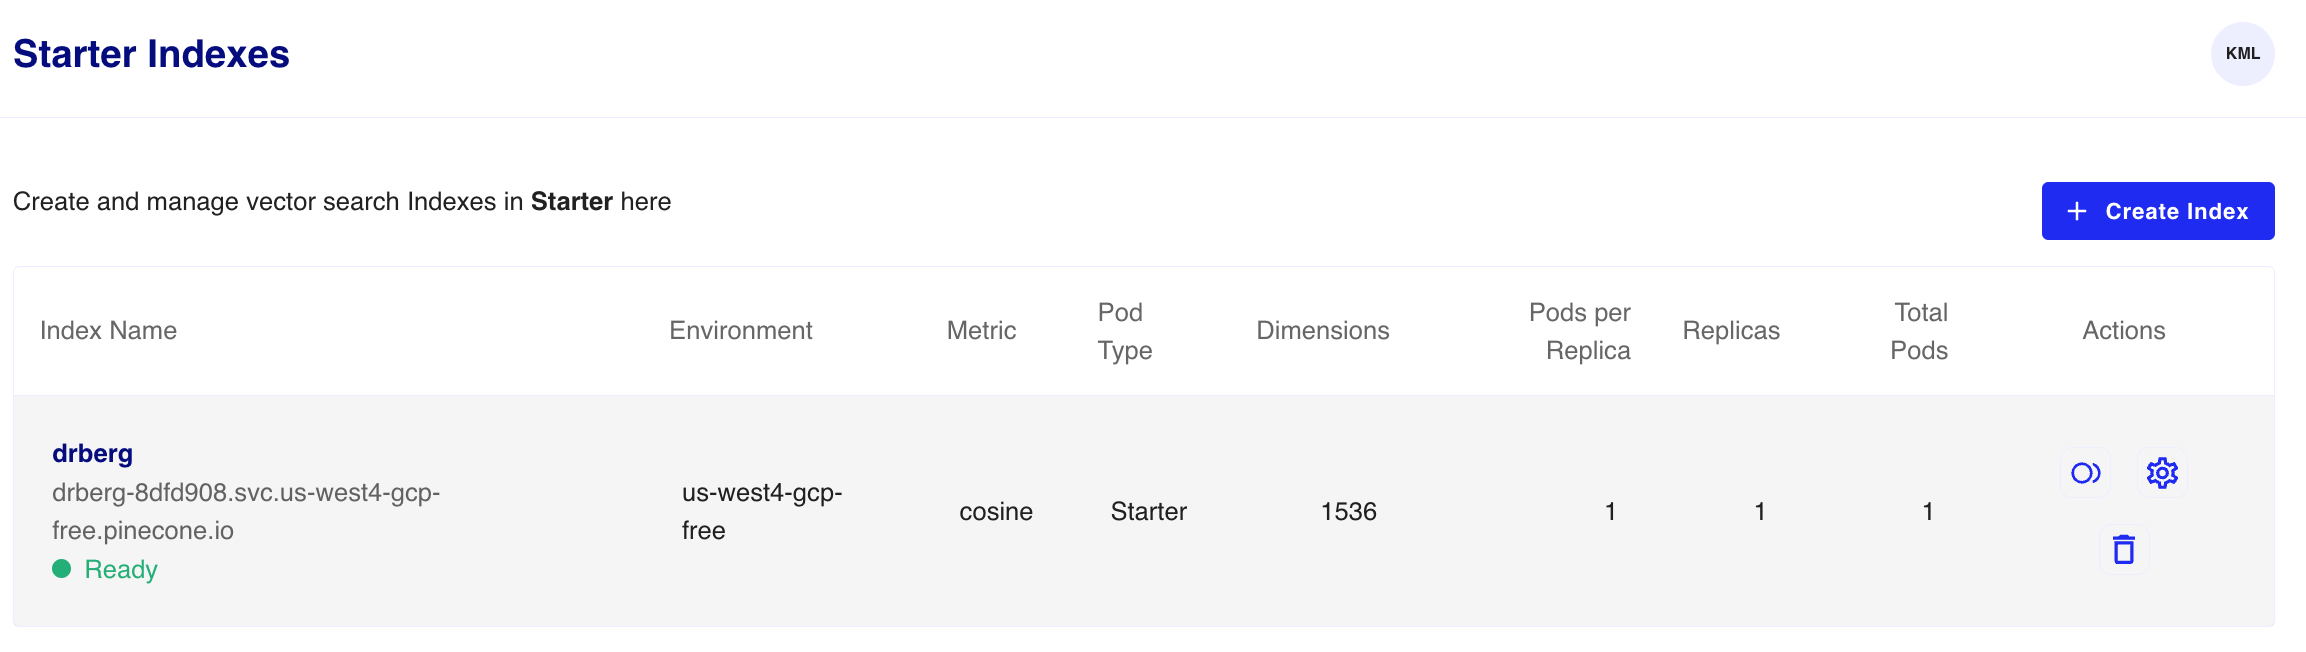 Starter Indexes
KML
Create and manage vector search Indexes in Starter here
+ Create Index
Index Name
Environment
Metric
Pod
Type
Dimensions
Pods per
Replica
Replicas
Total
Pods
Actions
drberg
drberg-8dfd908.svc.us-west4-gcp-
free.pinecone.io
Ready
us-west4-gcp-
free
cosine
Starter
1536
1
1
1